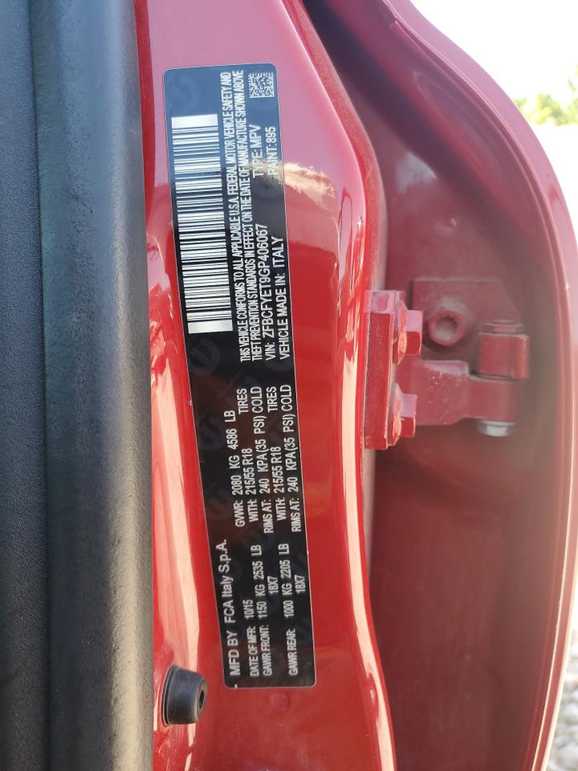 MFD BY FCA Italy S.p.A.
DATE OF MFR: 10/15 GVWR: 2080 KG 4586 LB
GAWR FRONT: 1150 KG 2535 LB WITH: 215/55 R18 TIRES
18X7 RIMS AT: 240 KPA(35 PSI) COLD
GAWR REAR: 1000 KG 2205 LB WITH: 215/55 R18 TIRES
18X7 RIMS AT: 240 KPA(35 PSI) COLD
THIS VEHICLE CONFORMS TO ALL APPLICABLE U.S.A. FEDERAL MOTOR VEHICLE SAFETY AND
THEFT PREVENTION STANDARDS IN EFFECT ON THE DATE OF MANUFACTURE SHOWN ABOVE
VIN: ZFBCFYET9GP406067 TYPE: MPV
VEHICLE MADE IN: ITALY PAINT: 895